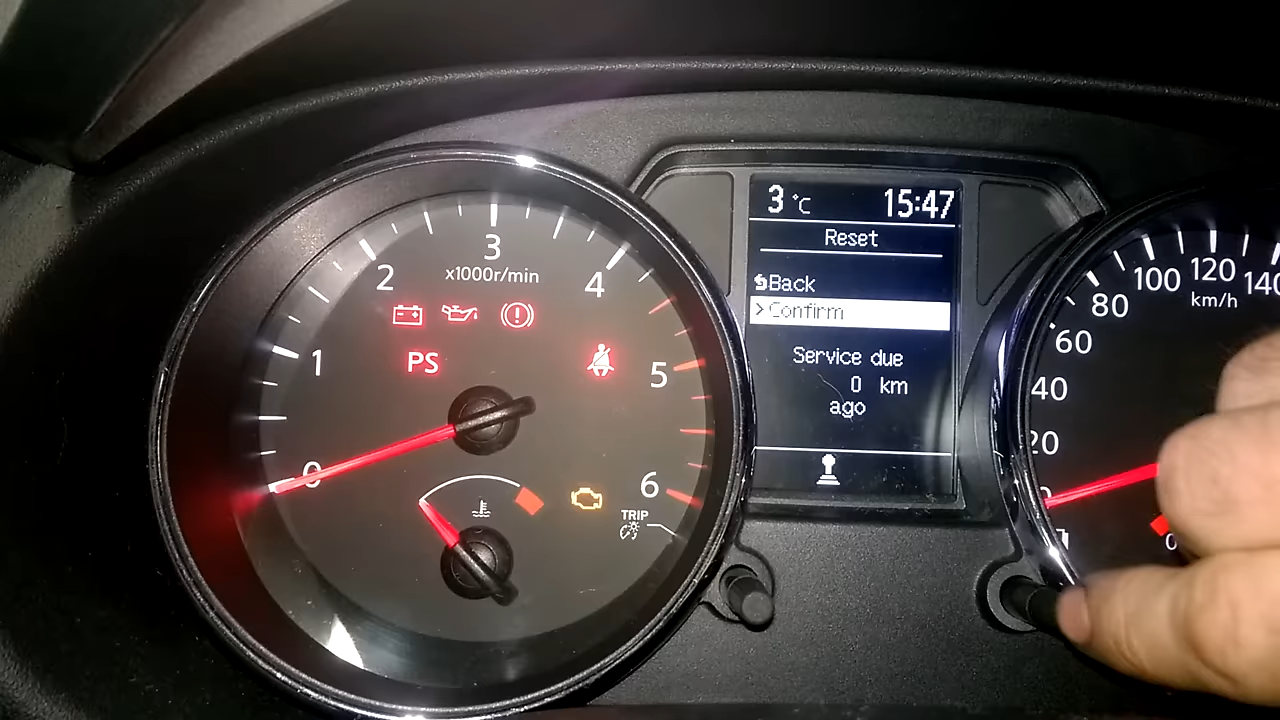 3 °C 15:47
Reset
Back
>Confirm
Service due
0 km
ago
0
1
2
3
4
5
6
x1000r/min
PS
TRIP
20
40
60
80
100
120
140
km/h
0